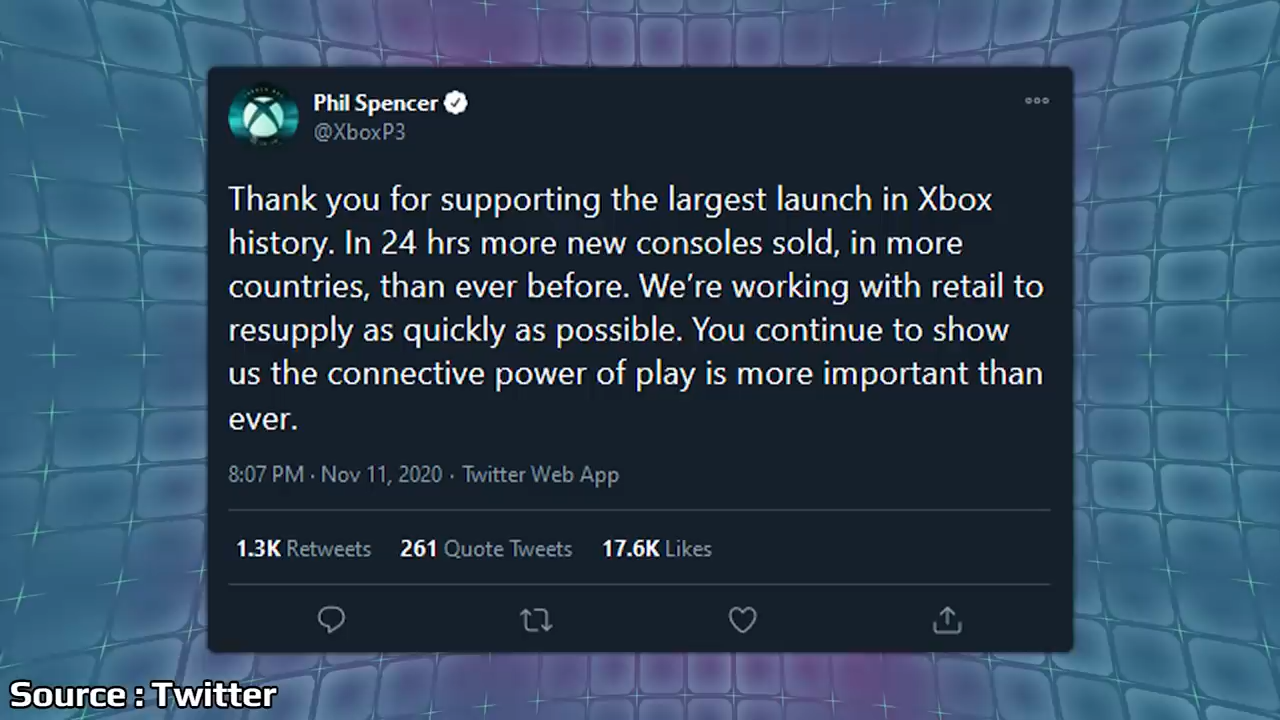 Phil Spencer
@XboxP3
Thank you for supporting the largest launch in Xbox
history. In 24 hrs more new consoles sold, in more
countries, than ever before. We’re working with retail to
resupply as quickly as possible. You continue to show
us the connective power of play is more important than
ever.
8:07 PM · Nov 11, 2020 · Twitter Web App
1.3K Retweets 261 Quote Tweets 17.6K Likes
Source : Twitter